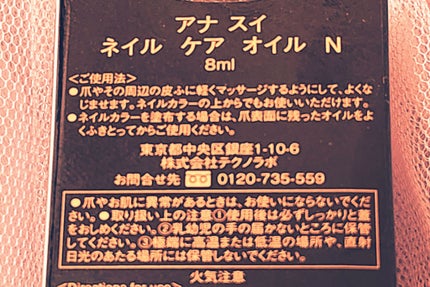 アナ スイ
ネイル ケア オイル N
8ml
<ご使用法>
●爪やその周辺の皮ふに軽くマッサージするようにして、よくな
じませます。ネイルカラーの上からでもお使いいただけます。
●ネイルカラーを塗布する場合は、爪表面に残ったオイルをよ
くふきとってからご使用ください。
東京都中央区銀座1-10-6
株式会社テクノラボ
お問合せ先 0120-735-559
●爪やお肌に異常があるときは、お使いにならないでくだ
さい。●取り扱い上の注意①使用後は必ずしっかりと蓋
をおしめください。②乳幼児の手の届かないところに保管
してください。③極端に高温または低温の場所や、直射
日光のあたる場所には保管しないでください。
火気注意
<Directions for use>